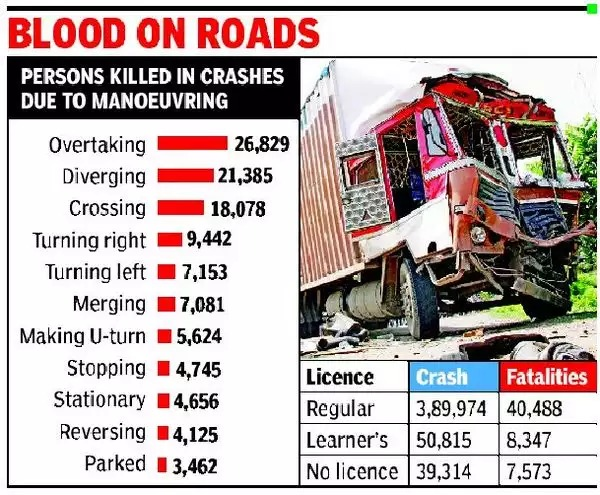 BLOOD ON ROADS
PERSONS KILLED IN CRASHES
DUE TO MANOEUVRING
Overtaking 26,829
Diverging 21,385
Crossing 18,078
Turning right 9,442
Turning left 7,153
Merging 7,081
Making U-turn 5,624
Stopping 4,745
Stationary 4,656
Reversing 4,125
Parked 3,462
Licence Crash Fatalities
Regular 3,89,974 40,488
Learner's 50,815 8,347
No licence 39,314 7,573